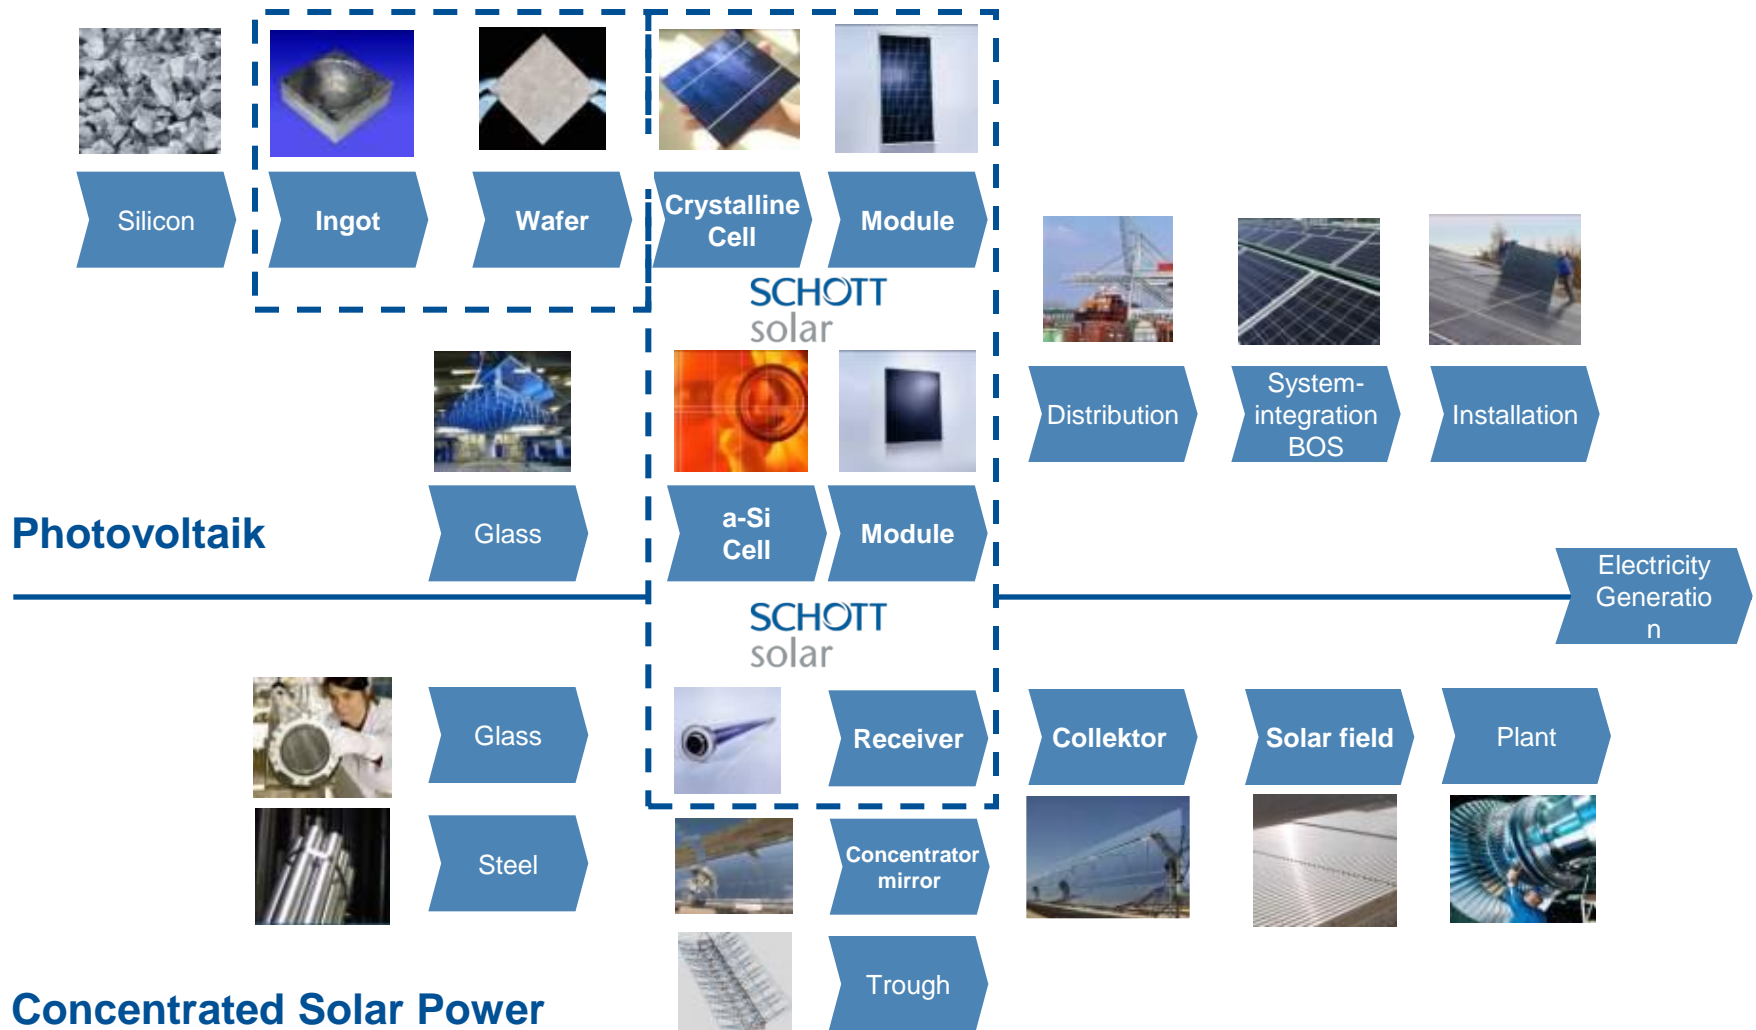 Silicon
Ingot
Wafer
Crystalline
Cell
Module
SCHOTT
solar
Distribution
System-
integration
BOS
Installation
Photovoltaik
Glass
a-Si
Cell
Module
Electricity
Generatio
n
SCHOTT
solar
Glass
Receiver
Collektor
Solar field
Plant
Steel
Concentrator
mirror
Trough
Concentrated Solar Power